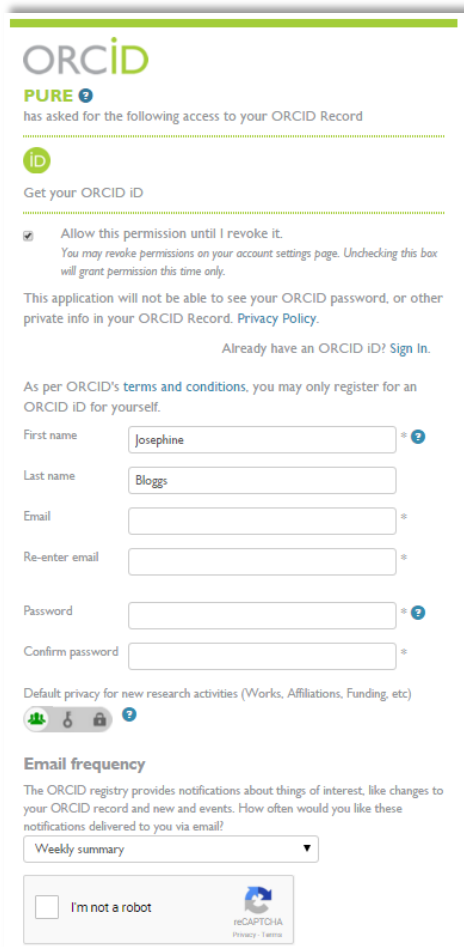 ORCiD
PURE ?
has asked for the following access to your ORCID Record
iD
Get your ORCID iD
Allow this permission until I revoke it.
You may revoke permissions on your account settings page. Unchecking this box
will grant permission this time only.
This application will not be able to see your ORCID password, or other
private info in your ORCID Record. Privacy Policy.
Already have an ORCID iD? Sign In.
As per ORCID's terms and conditions, you may only register for an
ORCID iD for yourself.
First name Josephine * ?
Last name Bloggs
Email *
Re-enter email *
Password * ?
Confirm password *
Default privacy for new research activities (Works, Affiliations, Funding, etc)
?
Email frequency
The ORCID registry provides notifications about things of interest, like changes to
your ORCID record and new and events. How often would you like these
notifications delivered to you via email?
Weekly summary
I'm not a robot
reCAPTCHA
Privacy - Terms